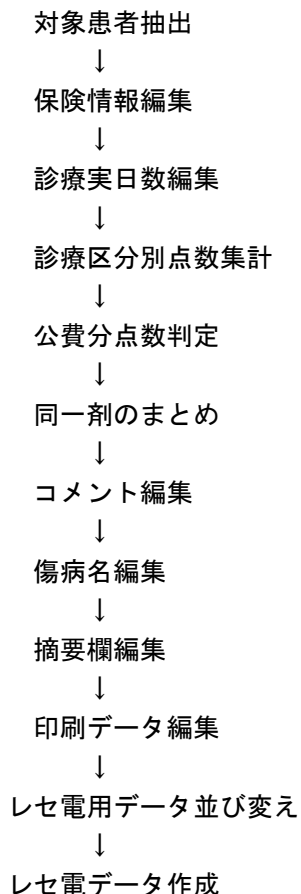 対象患者抽出
↓
保険情報編集
↓
診療実日数編集
↓
診療区分別点数集計
↓
公費分点数判定
↓
同一剤のまとめ
↓
コメント編集
↓
傷病名編集
↓
摘要欄編集
↓
印刷データ編集
↓
レセ電用データ並び変え
↓
レセ電データ作成